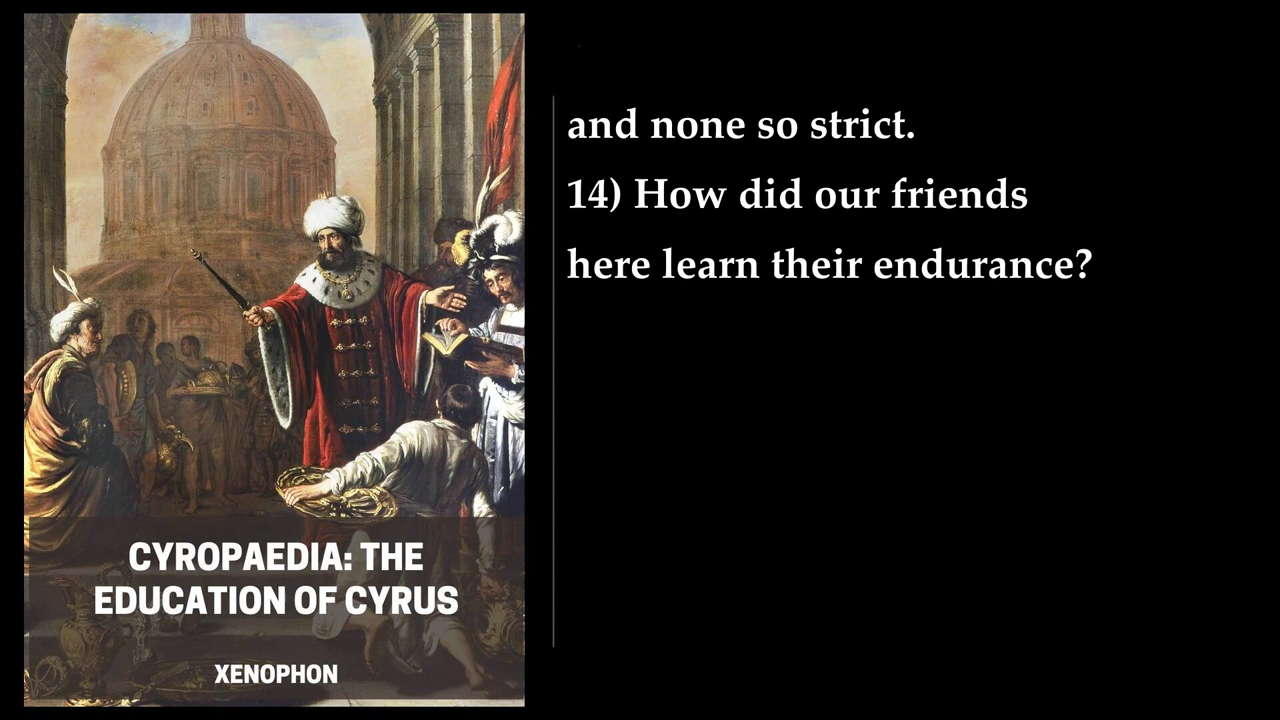 and none so strict.
14) How did our friends
here learn their endurance?
CYROPAEDIA: THE
EDUCATION OF CYRUS
XENOPHON